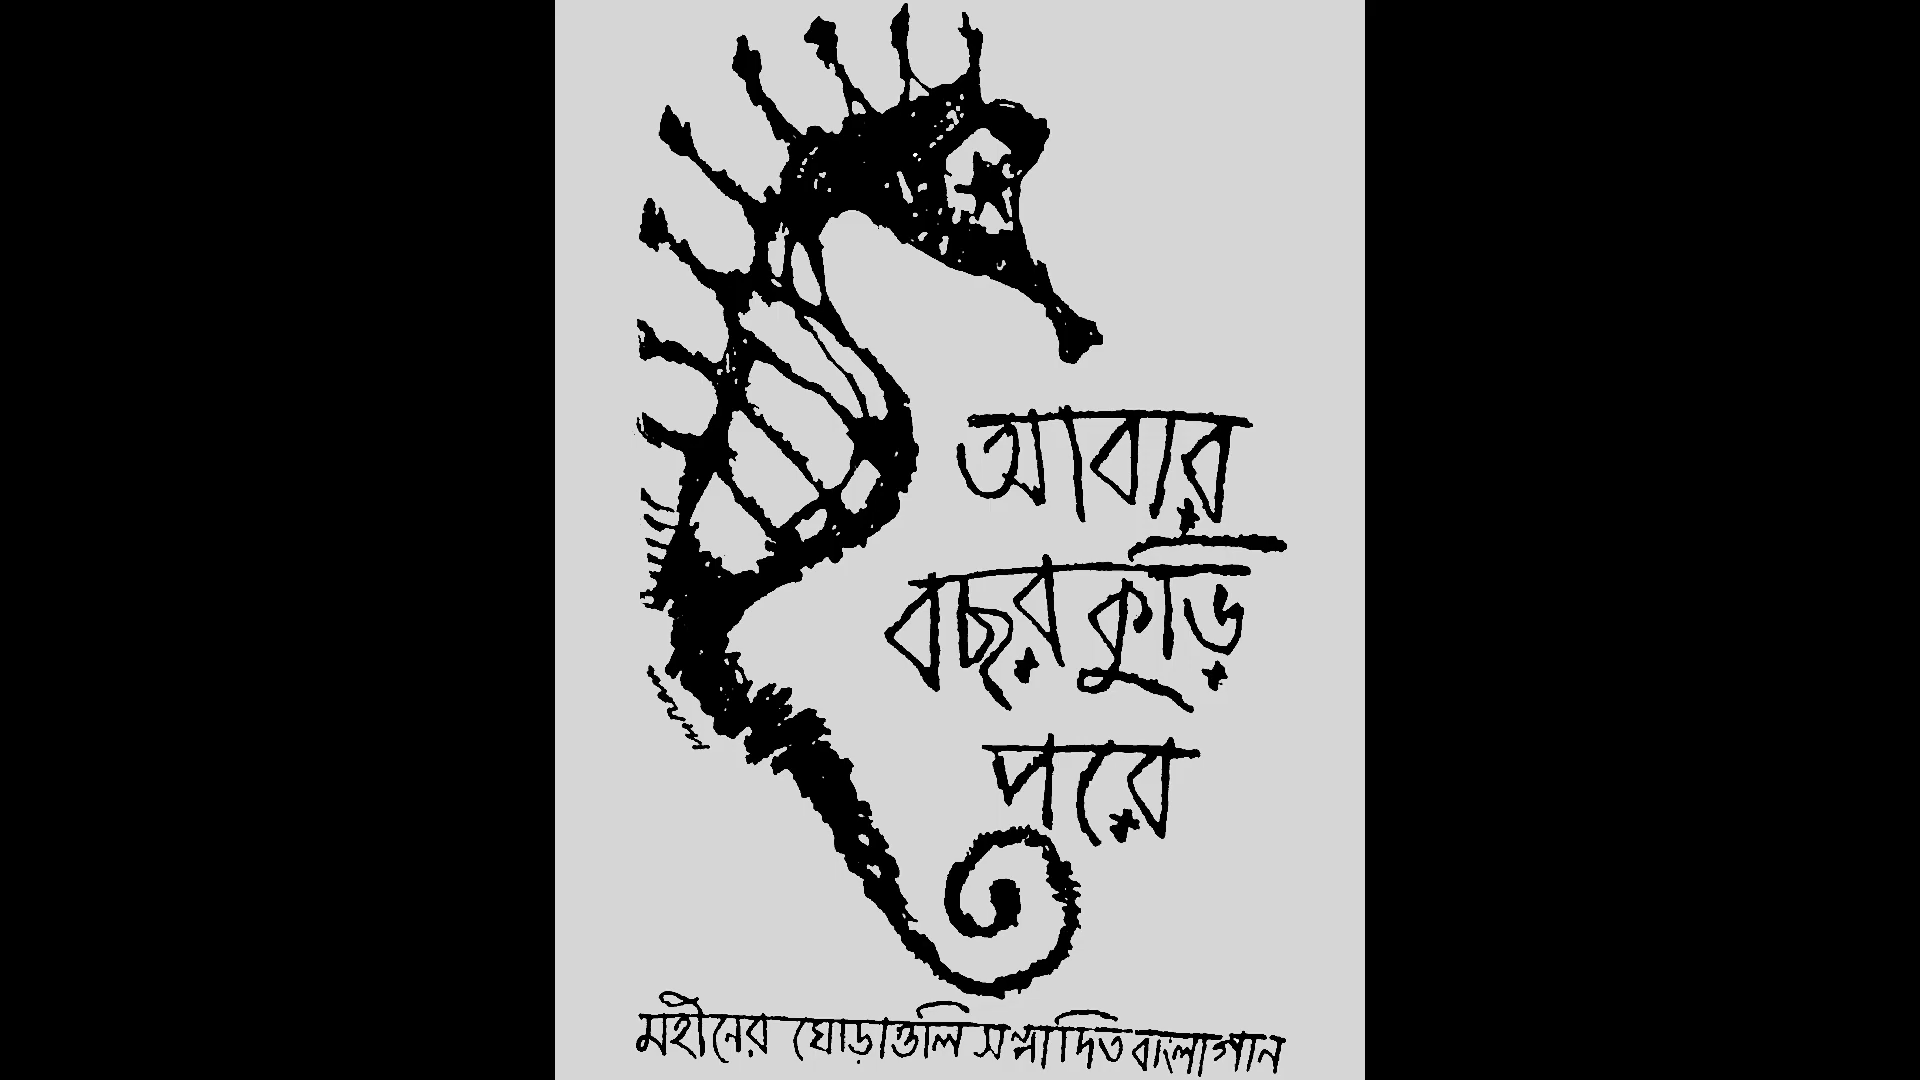 আবার
বছর কুড়ি
পরে
মহীনের ঘোড়াগুলি সম্পাদিত বাংলা গান